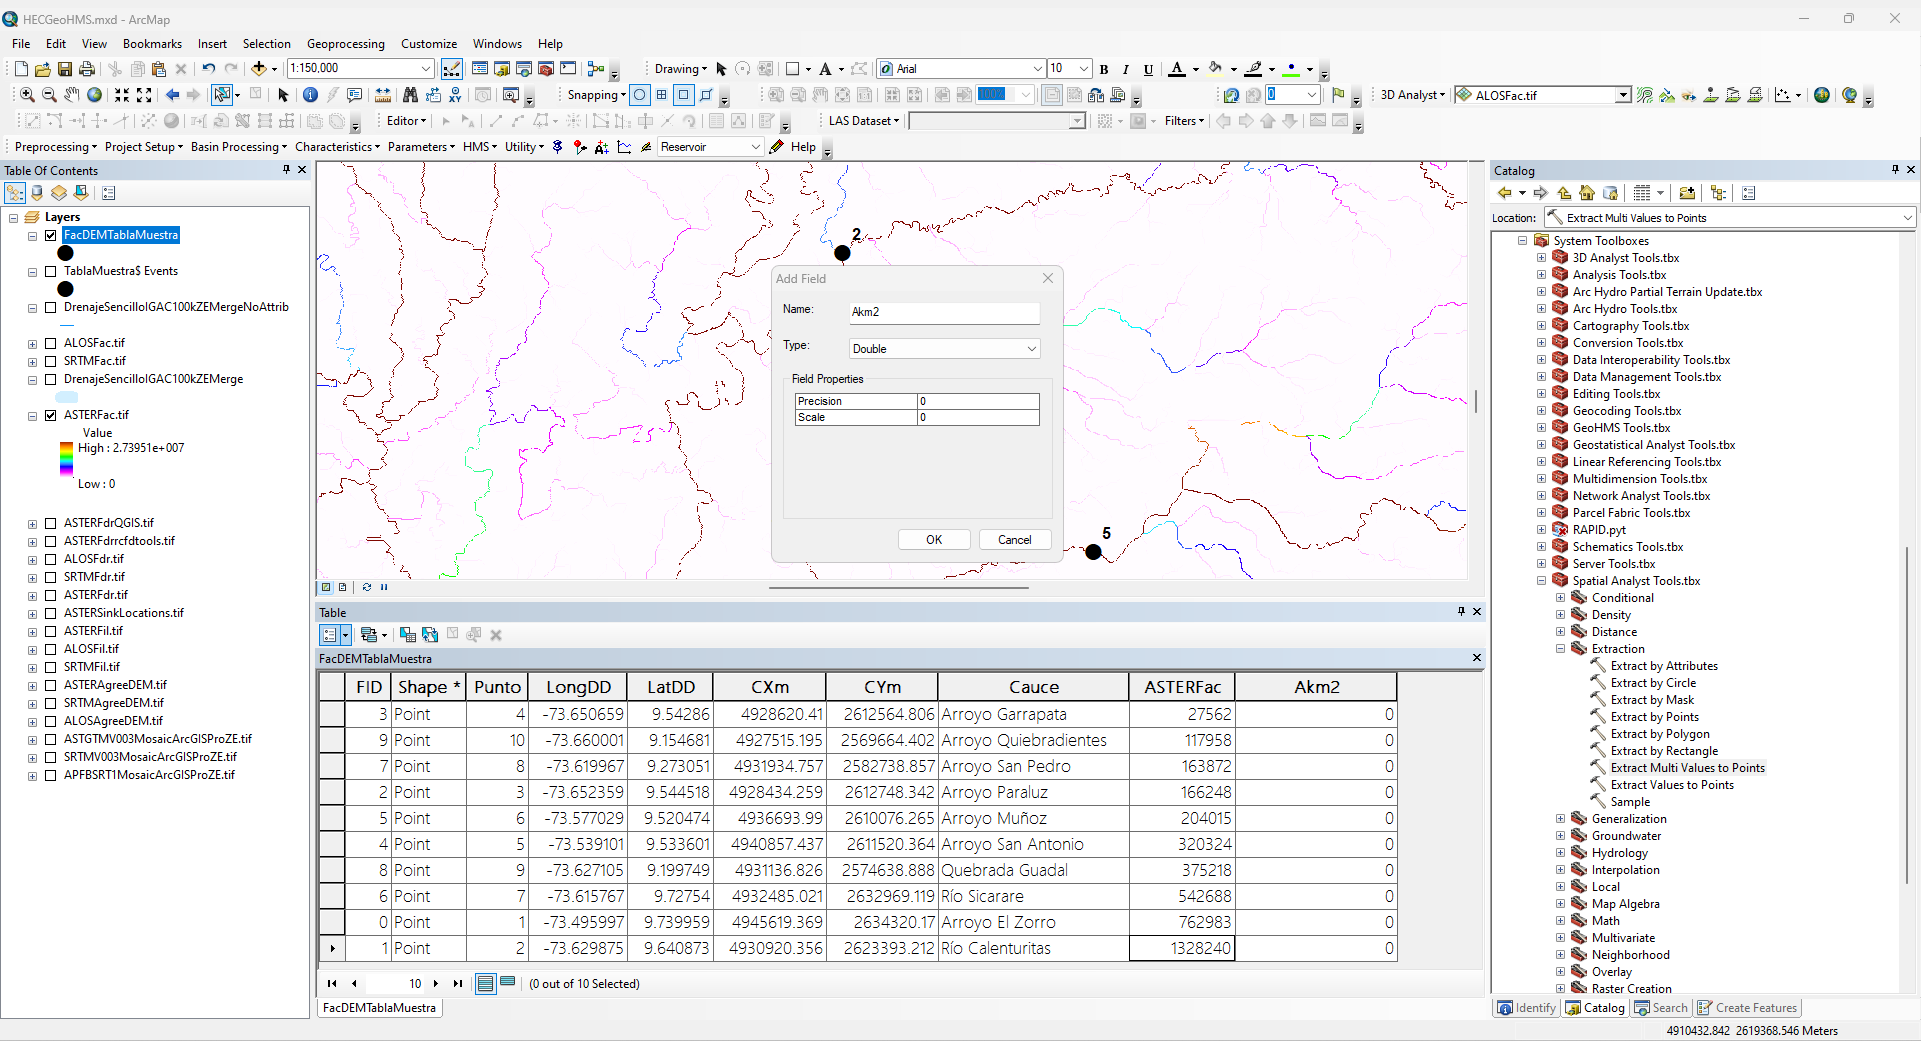 HECGeoHMS.mxd - ArcMap
File Edit View Bookmarks Insert Selection Geoprocessing Customize Windows Help
1:150,000 Drawing Arial 10 B I U A
Snapping 100% 0 3D Analyst ALOSFac.tif
Editor LAS Dataset Filters
Preprocessing Project Setup Basin Processing Characteristics Parameters HMS Utility Reservoir Help
Table Of Contents
Layers
FacDEMTablaMuestra
TablaMuestra$ Events
DrenajeSencilloIGAC100kZEMergeNoAttrib
ALOSFac.tif
SRTMFac.tif
DrenajeSencilloIGAC100kZEMerge
ASTERFac.tif
Value
High : 2.73951e+007
Low : 0
ASTERFdrQGIS.tif
ASTERFdrrcfdtools.tif
ALOSFdr.tif
SRTMFdr.tif
ASTERFdr.tif
ASTERSinkLocations.tif
ASTERFil.tif
ALOSFil.tif
SRTMFil.tif
ASTERAgreeDEM.tif
SRTMAgreeDEM.tif
ALOSAgreeDEM.tif
ASTGTMV003MosaicArcGISProZE.tif
SRTMV003MosaicArcGISProZE.tif
APFBSRT1MosaicArcGISProZE.tif
2
5
Add Field
Name: Akm2
Type: Double
Field Properties
Precision 0
Scale 0
OK Cancel
Table
FacDEMTablaMuestra
FID Shape * Punto LongDD LatDD CXm CYm Cauce ASTERFac Akm2
3 Point 4 -73.650659 9.54286 4928620.41 2612564.806 Arroyo Garrapata 27562 0
9 Point 10 -73.660001 9.154681 4927515.195 2569664.402 Arroyo Quiebradientes 117958 0
7 Point 8 -73.619967 9.273051 4931934.757 2582738.857 Arroyo San Pedro 163872 0
2 Point 3 -73.652359 9.544518 4928434.259 2612748.342 Arroyo Paraluz 166248 0
5 Point 6 -73.577029 9.520474 4936693.99 2610076.265 Arroyo Muñoz 204015 0
4 Point 5 -73.539101 9.533601 4940857.437 2611520.364 Arroyo San Antonio 320324 0
8 Point 9 -73.627105 9.199749 4931136.826 2574638.888 Quebrada Guadal 375218 0
6 Point 7 -73.615767 9.72754 4932485.021 2632969.119 Río Sicarare 542688 0
0 Point 1 -73.495997 9.739959 4945619.369 2634320.17 Arroyo El Zorro 762983 0
1 Point 2 -73.629875 9.640873 4930920.356 2623393.212 Río Calenturitas 1328240 0
10 (0 out of 10 Selected)
FacDEMTablaMuestra
Catalog
Location: Extract Multi Values to Points
System Toolboxes
3D Analyst Tools.tbx
Analysis Tools.tbx
Arc Hydro Partial Terrain Update.tbx
Arc Hydro Tools.tbx
Cartography Tools.tbx
Conversion Tools.tbx
Data Interoperability Tools.tbx
Data Management Tools.tbx
Editing Tools.tbx
Geocoding Tools.tbx
GeoHMS Tools.tbx
Geostatistical Analyst Tools.tbx
Linear Referencing Tools.tbx
Multidimension Tools.tbx
Network Analyst Tools.tbx
Parcel Fabric Tools.tbx
RAPID.pyt
Schematics Tools.tbx
Server Tools.tbx
Spatial Analyst Tools.tbx
Conditional
Density
Distance
Extraction
Extract by Attributes
Extract by Circle
Extract by Mask
Extract by Points
Extract by Polygon
Extract by Rectangle
Extract Multi Values to Points
Extract Values to Points
Sample
Generalization
Groundwater
Hydrology
Interpolation
Local
Map Algebra
Math
Multivariate
Neighborhood
Overlay
Raster Creation
Identify Catalog Search Create Features
4910432.842 2619368.546 Meters